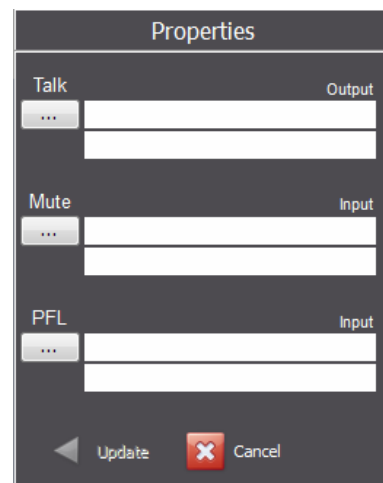 Properties
Talk Output
...
Mute Input
...
PFL Input
...
Update Cancel